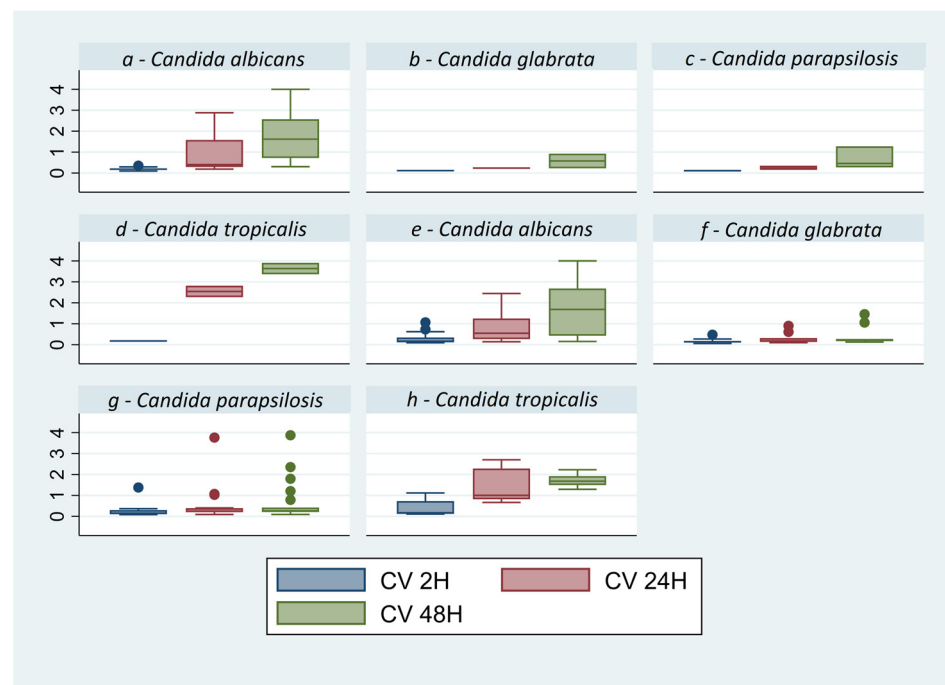 a - Candida albicans
b - Candida glabrata
c - Candida parapsilosis
4
3
2
1
0
d - Candida tropicalis
e - Candida albicans
f - Candida glabrata
4
3
2
1
0
g - Candida parapsilosis
h - Candida tropicalis
4
3
2
1
0
CV 2H
CV 24H
CV 48H